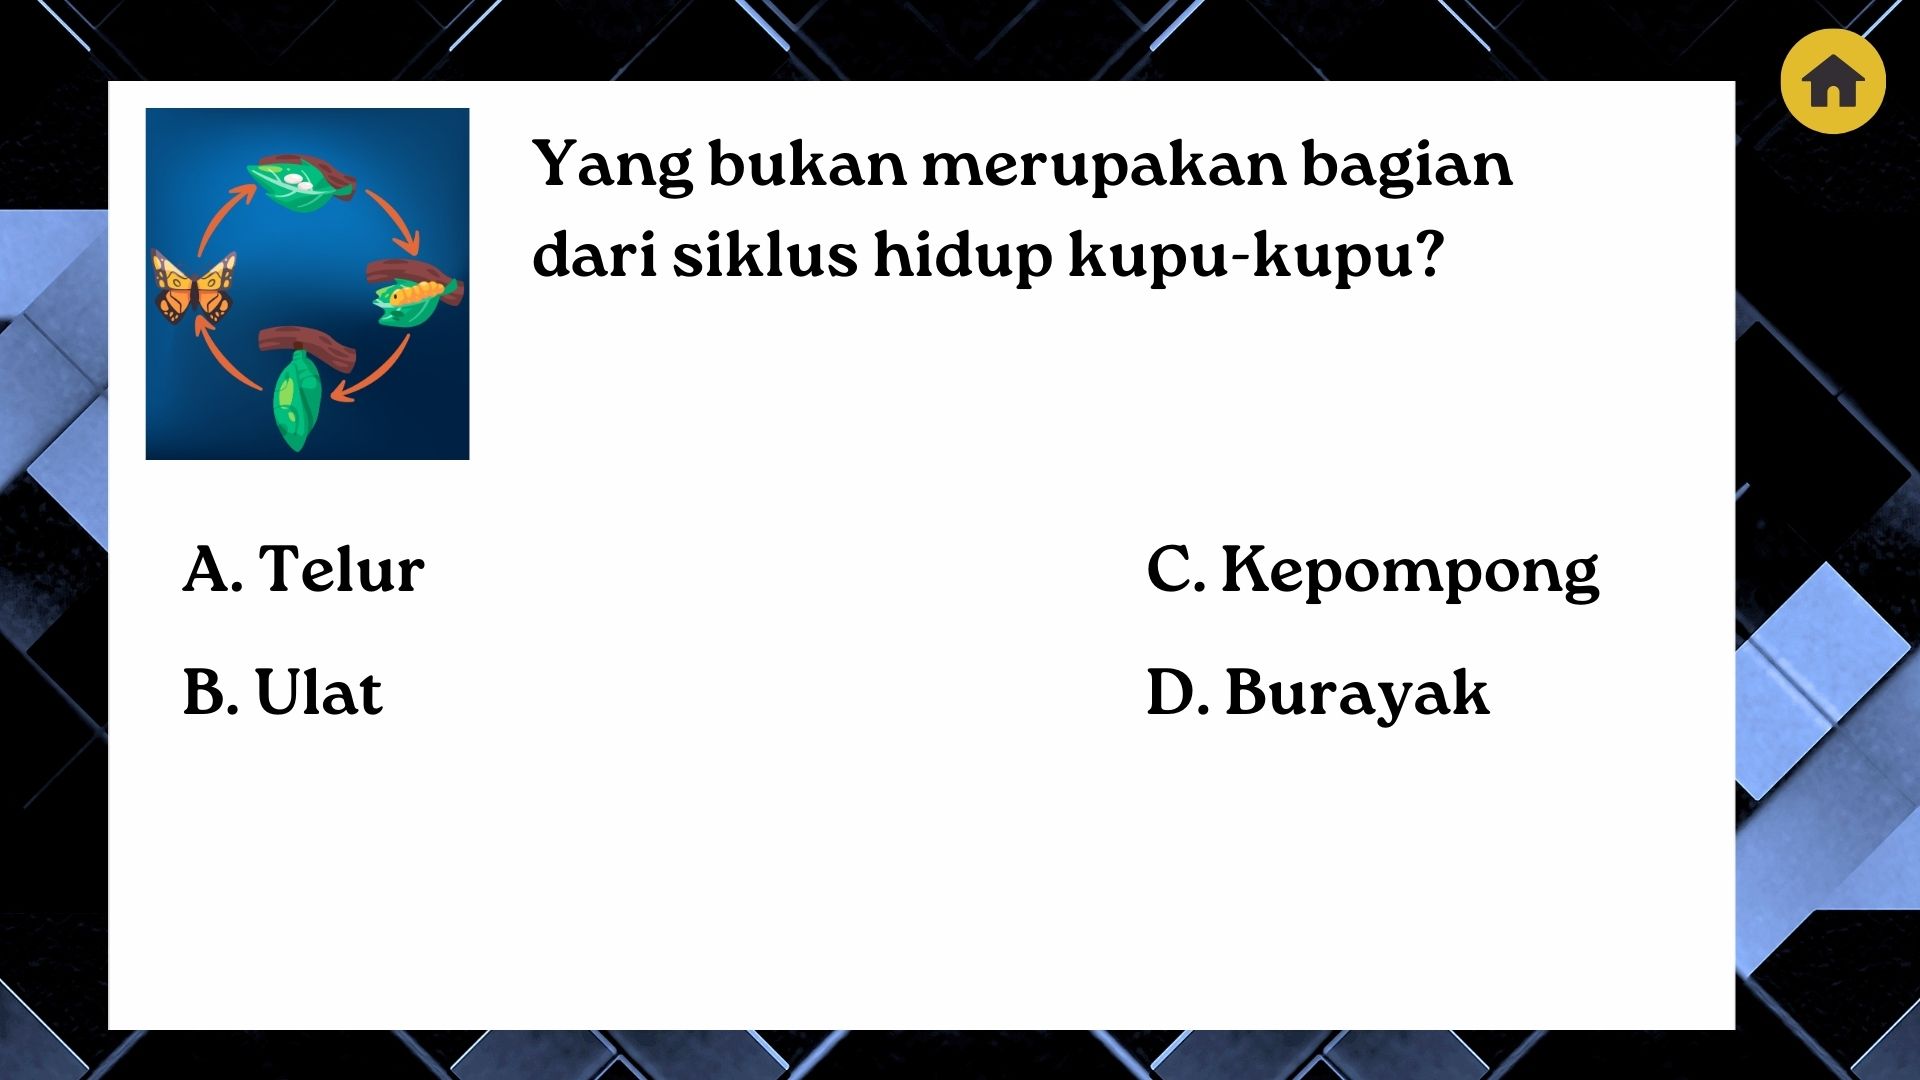 Yang bukan merupakan bagian
dari siklus hidup kupu-kupu?
A. Telur
B. Ulat
C. Kepompong
D. Burayak